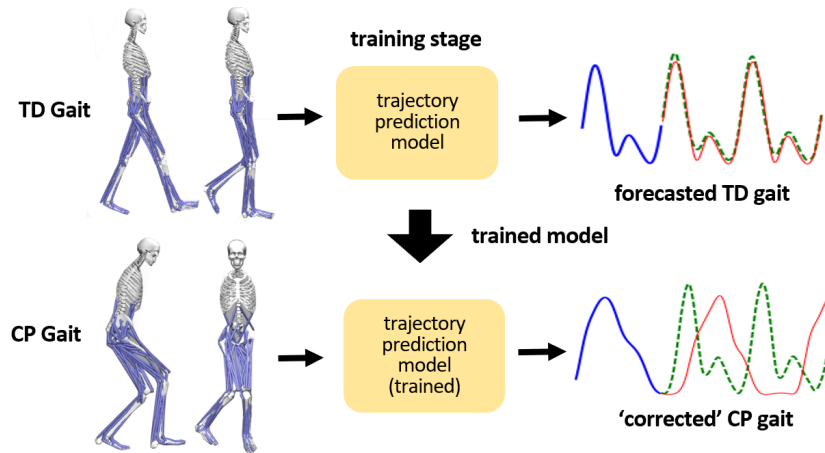 training stage
TD Gait
trajectory
prediction
model
forecasted TD gait
trained model
CP Gait
trajectory
prediction
model
(trained)
‘corrected’ CP gait